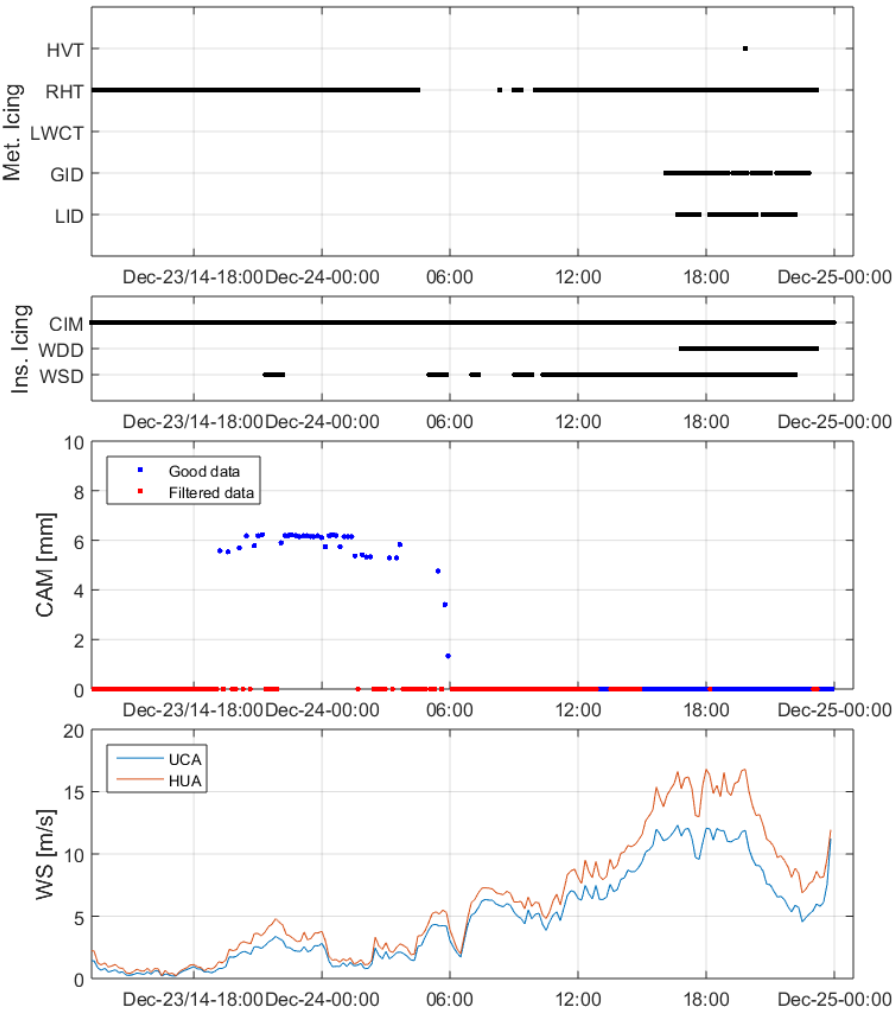 Met. Icing
HVT
RHT
LWCT
GID
LID
Dec-23/14-18:00 Dec-24-00:00 06:00 12:00 18:00 Dec-25-00:00
Ins. Icing
CIM
WDD
WSD
Dec-23/14-18:00 Dec-24-00:00 06:00 12:00 18:00 Dec-25-00:00
CAM [mm]
10
8
6
4
2
0
Good data
Filtered data
Dec-23/14-18:00 Dec-24-00:00 06:00 12:00 18:00 Dec-25-00:00
WS [m/s]
20
15
10
5
0
UCA
HUA
Dec-23/14-18:00 Dec-24-00:00 06:00 12:00 18:00 Dec-25-00:00